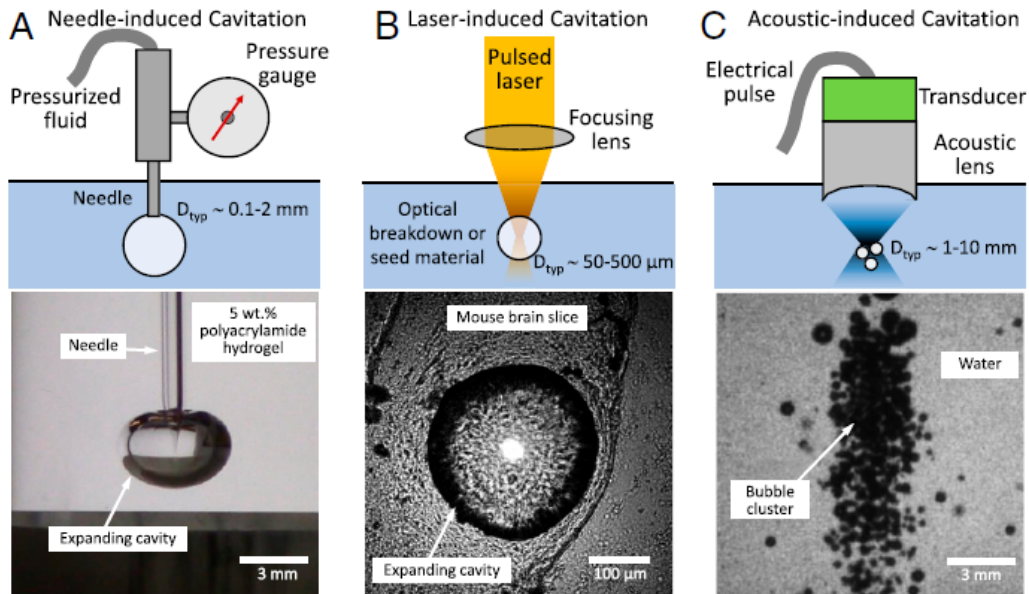 A
Needle-induced Cavitation
Pressure
gauge
Pressurized
fluid
Needle
D_typ ~ 0.1-2 mm
5 wt.%
polyacrylamide
hydrogel
Needle
Expanding cavity
3 mm
B
Laser-induced Cavitation
Pulsed
laser
Focusing
lens
Optical
breakdown or
seed material
D_typ ~ 50-500 µm
Mouse brain slice
Expanding cavity
100 µm
C
Acoustic-induced Cavitation
Electrical
pulse
Transducer
Acoustic
lens
D_typ ~ 1-10 mm
Water
Bubble
cluster
3 mm